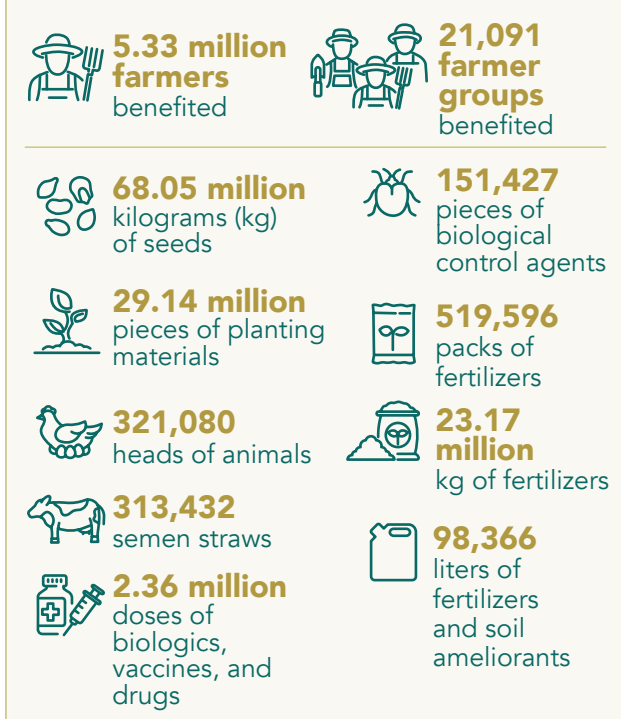 5.33 million
farmers
benefited
21,091
farmer
groups
benefited
68.05 million
kilograms (kg)
of seeds
29.14 million
pieces of planting
materials
321,080
heads of animals
313,432
semen straws
2.36 million
doses of
biologics,
vaccines, and
drugs
151,427
pieces of
biological
control agents
519,596
packs of
fertilizers
23.17
million
kg of fertilizers
98,366
liters of
fertilizers
and soil
ameliorants